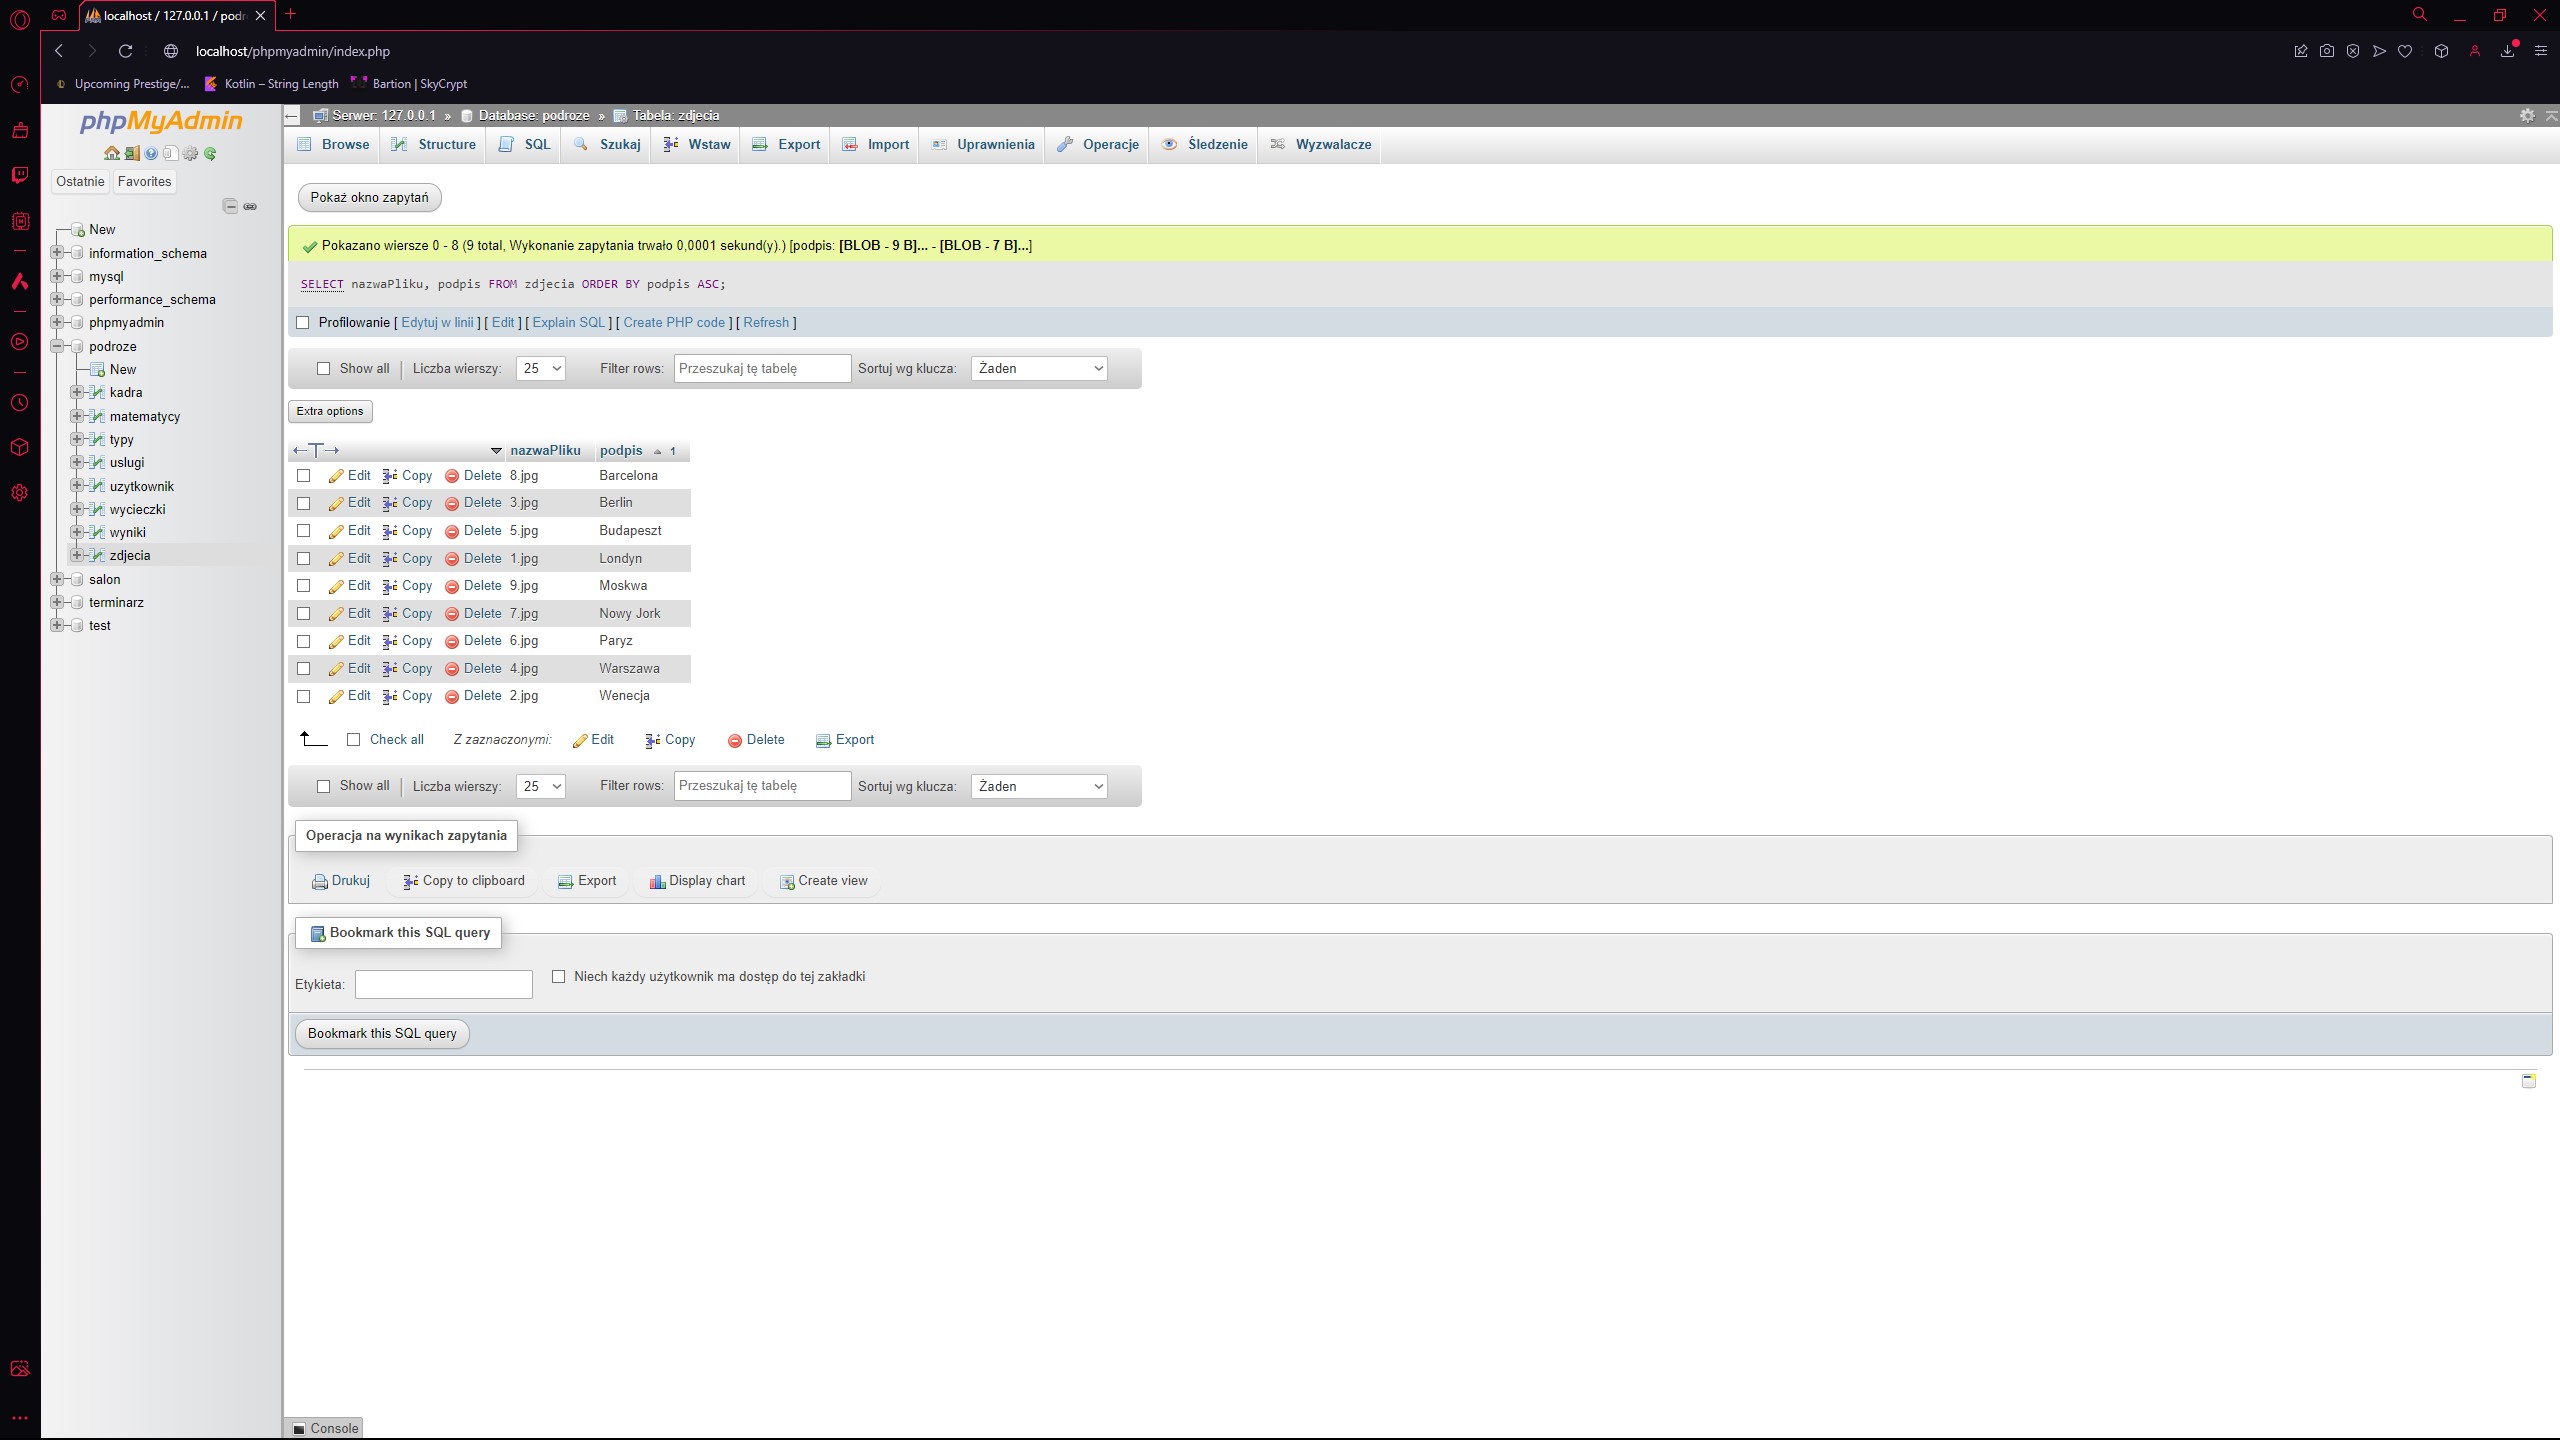 localhost / 127.0.0.1 / podr
localhost/phpmyadmin/index.php
Upcoming Prestige/... Kotlin – String Length Bartion | SkyCrypt
phpMyAdmin
Ostatnie Favorites
New
information_schema
mysql
performance_schema
phpmyadmin
podroze
New
kadra
matematycy
typy
uslugi
uzytkownik
wycieczki
wyniki
zdjecia
salon
terminarz
test
Serwer: 127.0.0.1 » Database: podroze » Tabela: zdjecia
Browse Structure SQL Szukaj Wstaw Export Import Uprawnienia Operacje Śledzenie Wyzwalacze
Pokaż okno zapytań
Pokazano wiersze 0 - 8 (9 total, Wykonanie zapytania trwało 0,0001 sekund(y).) [podpis: [BLOB - 9 B]... - [BLOB - 7 B]...]
SELECT nazwaPliku, podpis FROM zdjecia ORDER BY podpis ASC;
Profilowanie [ Edytuj w linii ] [ Edit ] [ Explain SQL ] [ Create PHP code ] [ Refresh ]
Show all Liczba wierszy: 25 Filter rows: Przeszukaj tę tabelę Sortuj wg klucza: Żaden
Extra options
←T→ nazwaPliku podpis 1
Edit Copy Delete 8.jpg Barcelona
Edit Copy Delete 3.jpg Berlin
Edit Copy Delete 5.jpg Budapeszt
Edit Copy Delete 1.jpg Londyn
Edit Copy Delete 9.jpg Moskwa
Edit Copy Delete 7.jpg Nowy Jork
Edit Copy Delete 6.jpg Paryz
Edit Copy Delete 4.jpg Warszawa
Edit Copy Delete 2.jpg Wenecja
Check all Z zaznaczonymi: Edit Copy Delete Export
Show all Liczba wierszy: 25 Filter rows: Przeszukaj tę tabelę Sortuj wg klucza: Żaden
Operacja na wynikach zapytania
Drukuj Copy to clipboard Export Display chart Create view
Bookmark this SQL query
Etykieta: Niech każdy użytkownik ma dostęp do tej zakładki
Bookmark this SQL query
Console